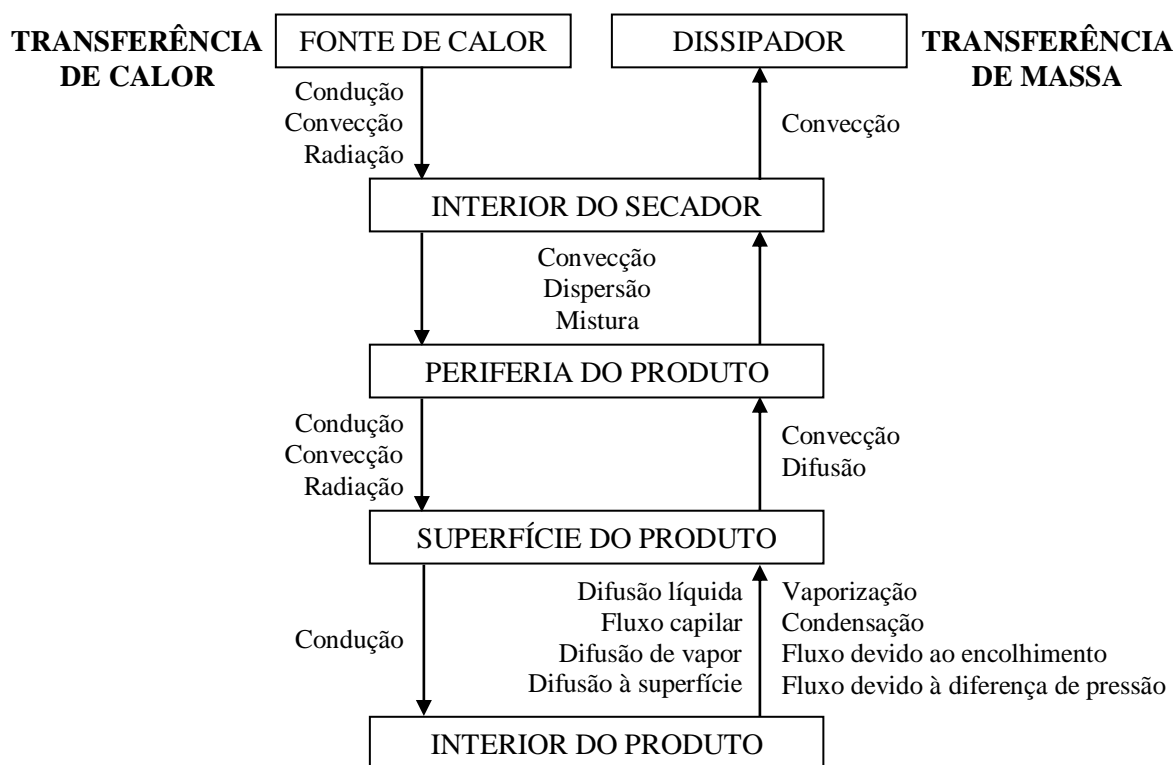 TRANSFERÊNCIA
DE CALOR
FONTE DE CALOR
DISSIPADOR
TRANSFERÊNCIA
DE MASSA
Condução
Convecção
Radiação
Convecção
INTERIOR DO SECADOR
Convecção
Dispersão
Mistura
PERIFERIA DO PRODUTO
Condução
Convecção
Radiação
Convecção
Difusão
SUPERFÍCIE DO PRODUTO
Condução
Difusão líquida
Fluxo capilar
Difusão de vapor
Difusão à superfície
Vaporização
Condensação
Fluxo devido ao encolhimento
Fluxo devido à diferença de pressão
INTERIOR DO PRODUTO